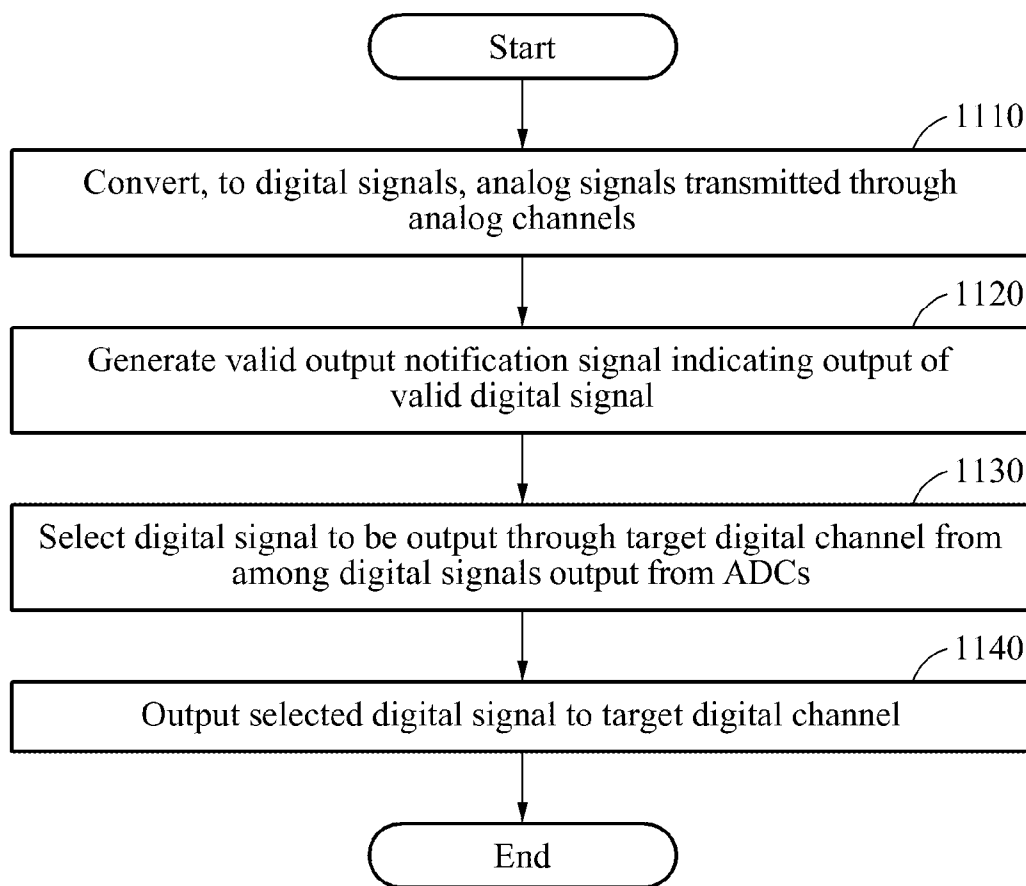 Start
1110
Convert, to digital signals, analog signals transmitted through
analog channels
1120
Generate valid output notification signal indicating output of
valid digital signal
1130
Select digital signal to be output through target digital channel from
among digital signals output from ADCs
1140
Output selected digital signal to target digital channel
End